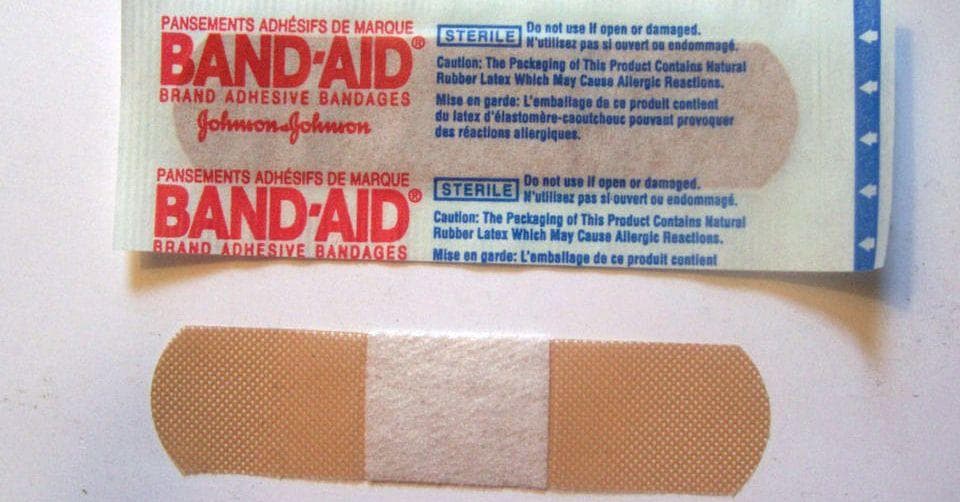 PANSEMENTS ADHÉSIFS DE MARQUE
BAND-AID®
BRAND ADHESIVE BANDAGES
Johnson & Johnson
STERILE
Do not use if open or damaged.
N'utilisez pas si ouvert ou endommagé.
Caution: The Packaging of This Product Contains Natural
Rubber Latex Which May Cause Allergic Reactions.
Mise en garde: L'emballage de ce produit contient
du latex d'élastomère-caoutchouc pouvant provoquer
des réactions allergiques.
PANSEMENTS ADHÉSIFS DE MARQUE
BAND-AID®
BRAND ADHESIVE BANDAGES
STERILE
Do not use if open or damaged.
N'utilisez pas si ouvert ou endommagé.
Caution: The Packaging of This Product Contains Natural
Rubber Latex Which May Cause Allergic Reactions.
Mise en garde: L'emballage de ce produit contient